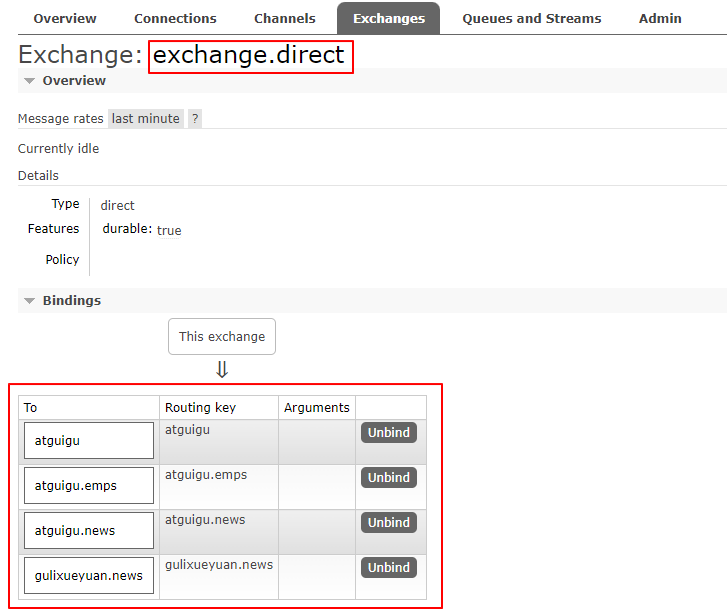 Overview Connections Channels Exchanges Queues and Streams Admin
Exchange: exchange.direct
Overview
Message rates last minute ?
Currently idle
Details
Type direct
Features durable: true
Policy
Bindings
This exchange
⇓
To Routing key Arguments
atguigu atguigu Unbind
atguigu.emps atguigu.emps Unbind
atguigu.news atguigu.news Unbind
gulixueyuan.news gulixueyuan.news Unbind